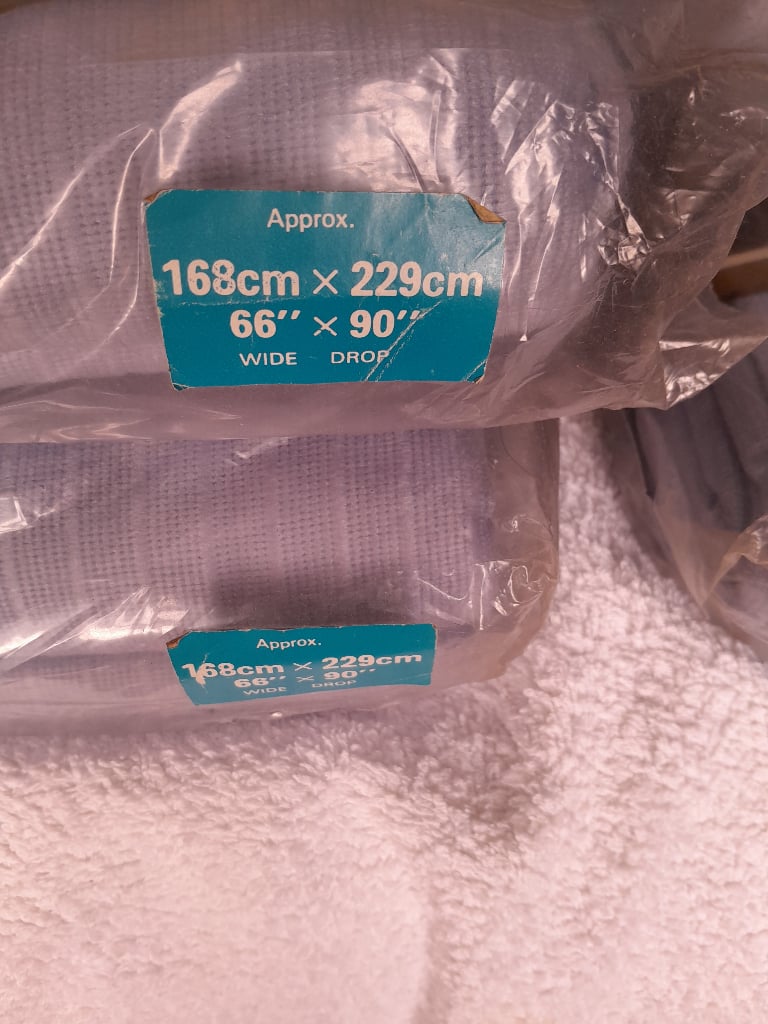 Approx.
168cm × 229cm
66″ × 90″
WIDE DROP
Approx.
168cm × 229cm
66″ × 90″
WIDE DROP